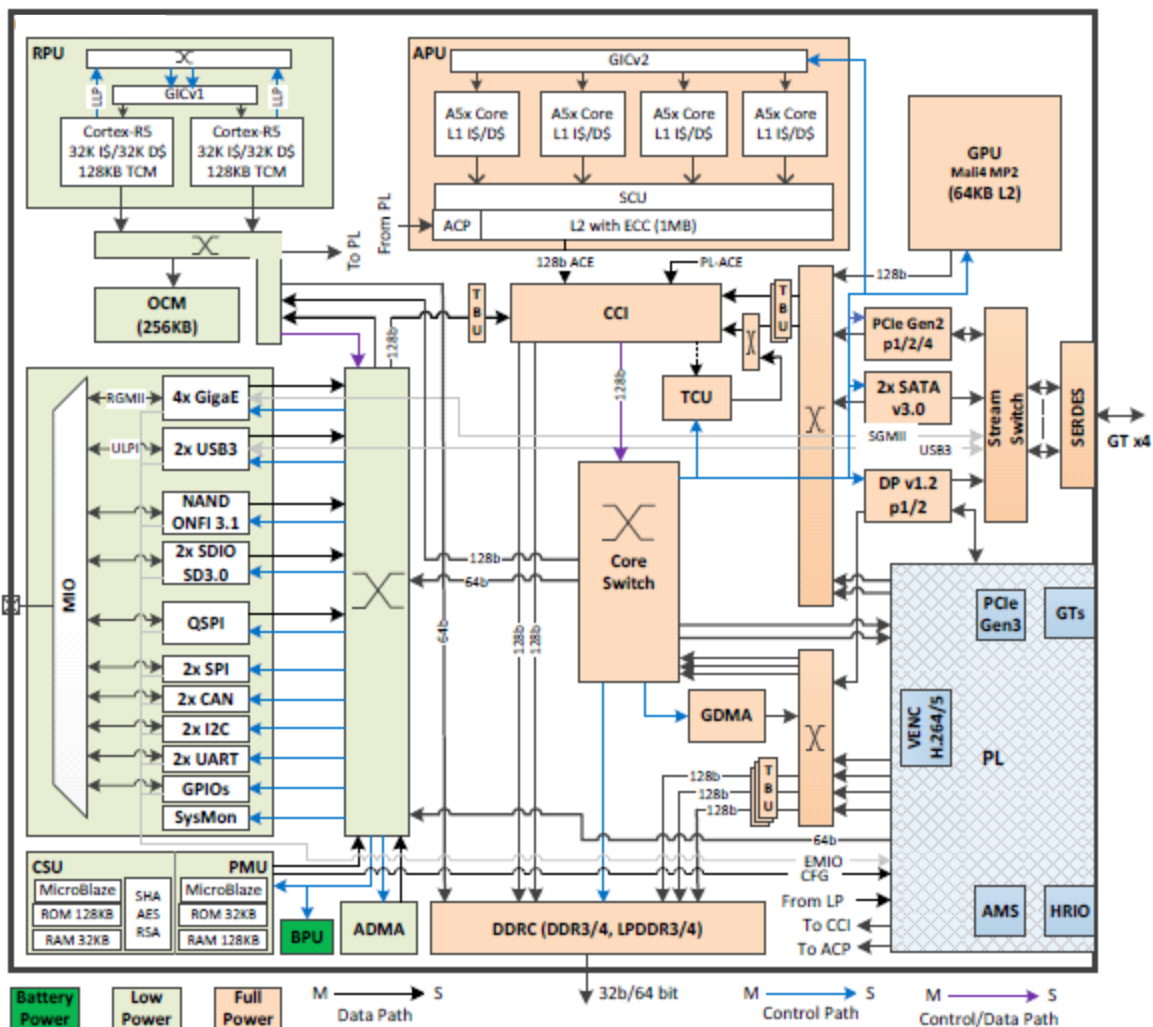 RPU
GICv1
LLP
LLP
Cortex-R5
32K I$/32K D$
128KB TCM
Cortex-R5
32K I$/32K D$
128KB TCM
To PL
OCM
(256KB)
APU
GICv2
A5x Core
L1 I$/D$
A5x Core
L1 I$/D$
A5x Core
L1 I$/D$
A5x Core
L1 I$/D$
SCU
From PL
ACP
L2 with ECC (1MB)
GPU
Mali4 MP2
(64KB L2)
128b ACE
PL-ACE
128b
TBU
CCI
TBU
128b
128b
TCU
PCIe Gen2
p1/2/4
2x SATA
v3.0
DP v1.2
p1/2
Stream
Switch
SERDES
GT x4
SGMII
USB3
MIO
RGMII
4x GigaE
ULPI
2x USB3
NAND
ONFI 3.1
2x SDIO
SD3.0
QSPI
2x SPI
2x CAN
2x I2C
2x UART
GPIOs
SysMon
128b
64b
64b
128b
128b
Core
Switch
GDMA
128b
128b
128b
TBU
PCIe
Gen3
GTs
VENC
H.264/5
PL
AMS
HRIO
64b
EMIO
CFG
From LP
To CCI
To ACP
CSU
MicroBlaze
ROM 128KB
RAM 32KB
SHA
AES
RSA
PMU
MicroBlaze
ROM 32KB
RAM 128KB
BPU
ADMA
DDRC (DDR3/4, LPDDR3/4)
32b/64 bit
Battery
Power
Low
Power
Full
Power
M
S
Data Path
M
S
Control Path
M
S
Control/Data Path